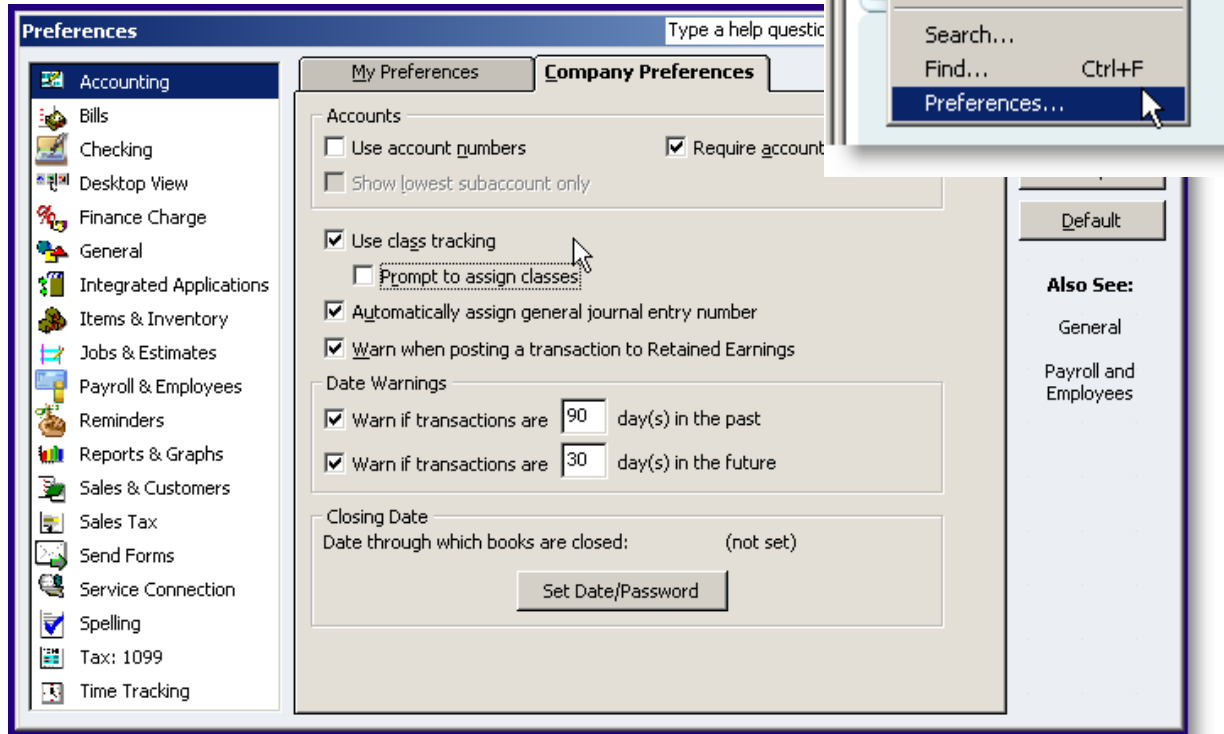 Preferences
Type a help questio
Search...
Find... Ctrl+F
Preferences...
Accounting
Bills
Checking
Desktop View
Finance Charge
General
Integrated Applications
Items & Inventory
Jobs & Estimates
Payroll & Employees
Reminders
Reports & Graphs
Sales & Customers
Sales Tax
Send Forms
Service Connection
Spelling
Tax: 1099
Time Tracking
My Preferences
Company Preferences
Accounts
Use account numbers
Require account
Show lowest subaccount only
Use class tracking
Prompt to assign classes
Automatically assign general journal entry number
Warn when posting a transaction to Retained Earnings
Date Warnings
Warn if transactions are 90 day(s) in the past
Warn if transactions are 30 day(s) in the future
Closing Date
Date through which books are closed: (not set)
Set Date/Password
Default
Also See:
General
Payroll and
Employees